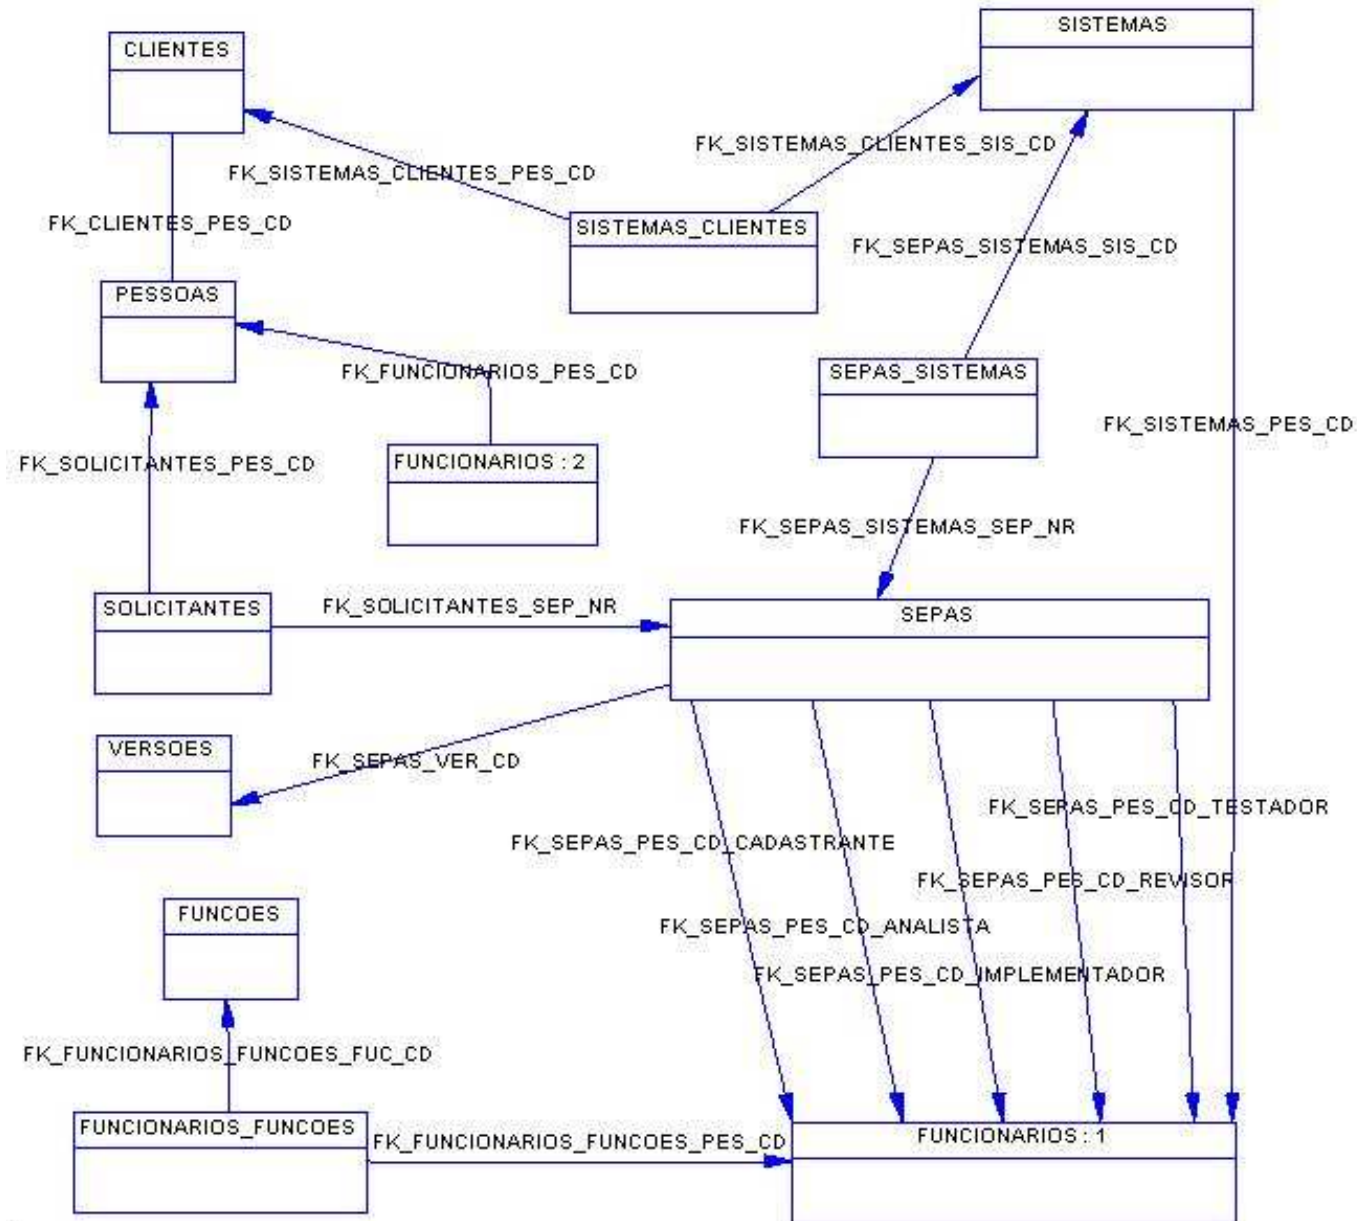 SISTEMAS
CLIENTES
FK_SISTEMAS_CLIENTES_SIS_CD
FK_SISTEMAS_CLIENTES_PES_CD
FK_CLIENTES_PES_CD
SISTEMAS_CLIENTES
FK_SEPAS_SISTEMAS_SIS_CD
PESSOAS
FK_FUNCIONARIOS_PES_CD
SEPAS_SISTEMAS
FK_SISTEMAS_PES_CD
FK_SOLICITANTES_PES_CD
FUNCIONARIOS : 2
FK_SEPAS_SISTEMAS_SEP_NR
SOLICITANTES
FK_SOLICITANTES_SEP_NR
SEPAS
VERSOES
FK_SEPAS_VER_CD
FK_SEPAS_PES_CD_TESTADOR
FK_SEPAS_PES_CD_CADASTRANTE
FK_SEPAS_PES_CD_REVISOR
FUNCOES
FK_SEPAS_PES_CD_ANALISTA
FK_SEPAS_PES_CD_IMPLEMENTADOR
FK_FUNCIONARIOS_FUNCOES_FUC_CD
FUNCIONARIOS_FUNCOES
FK_FUNCIONARIOS_FUNCOES_PES_CD
FUNCIONARIOS : 1